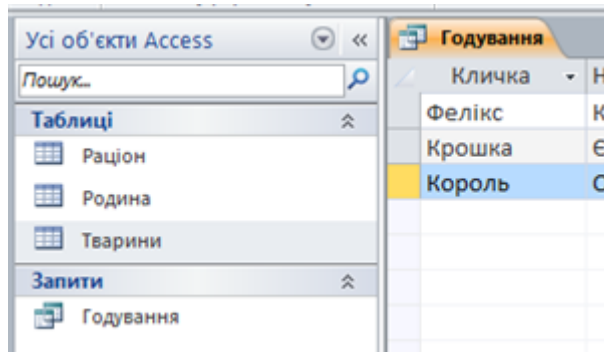 Усі об'єкти Access
Пошук...
Таблиці
Раціон
Родина
Тварини
Запити
Годування
Годування
Кличка
Фелікс
Крошка
Король